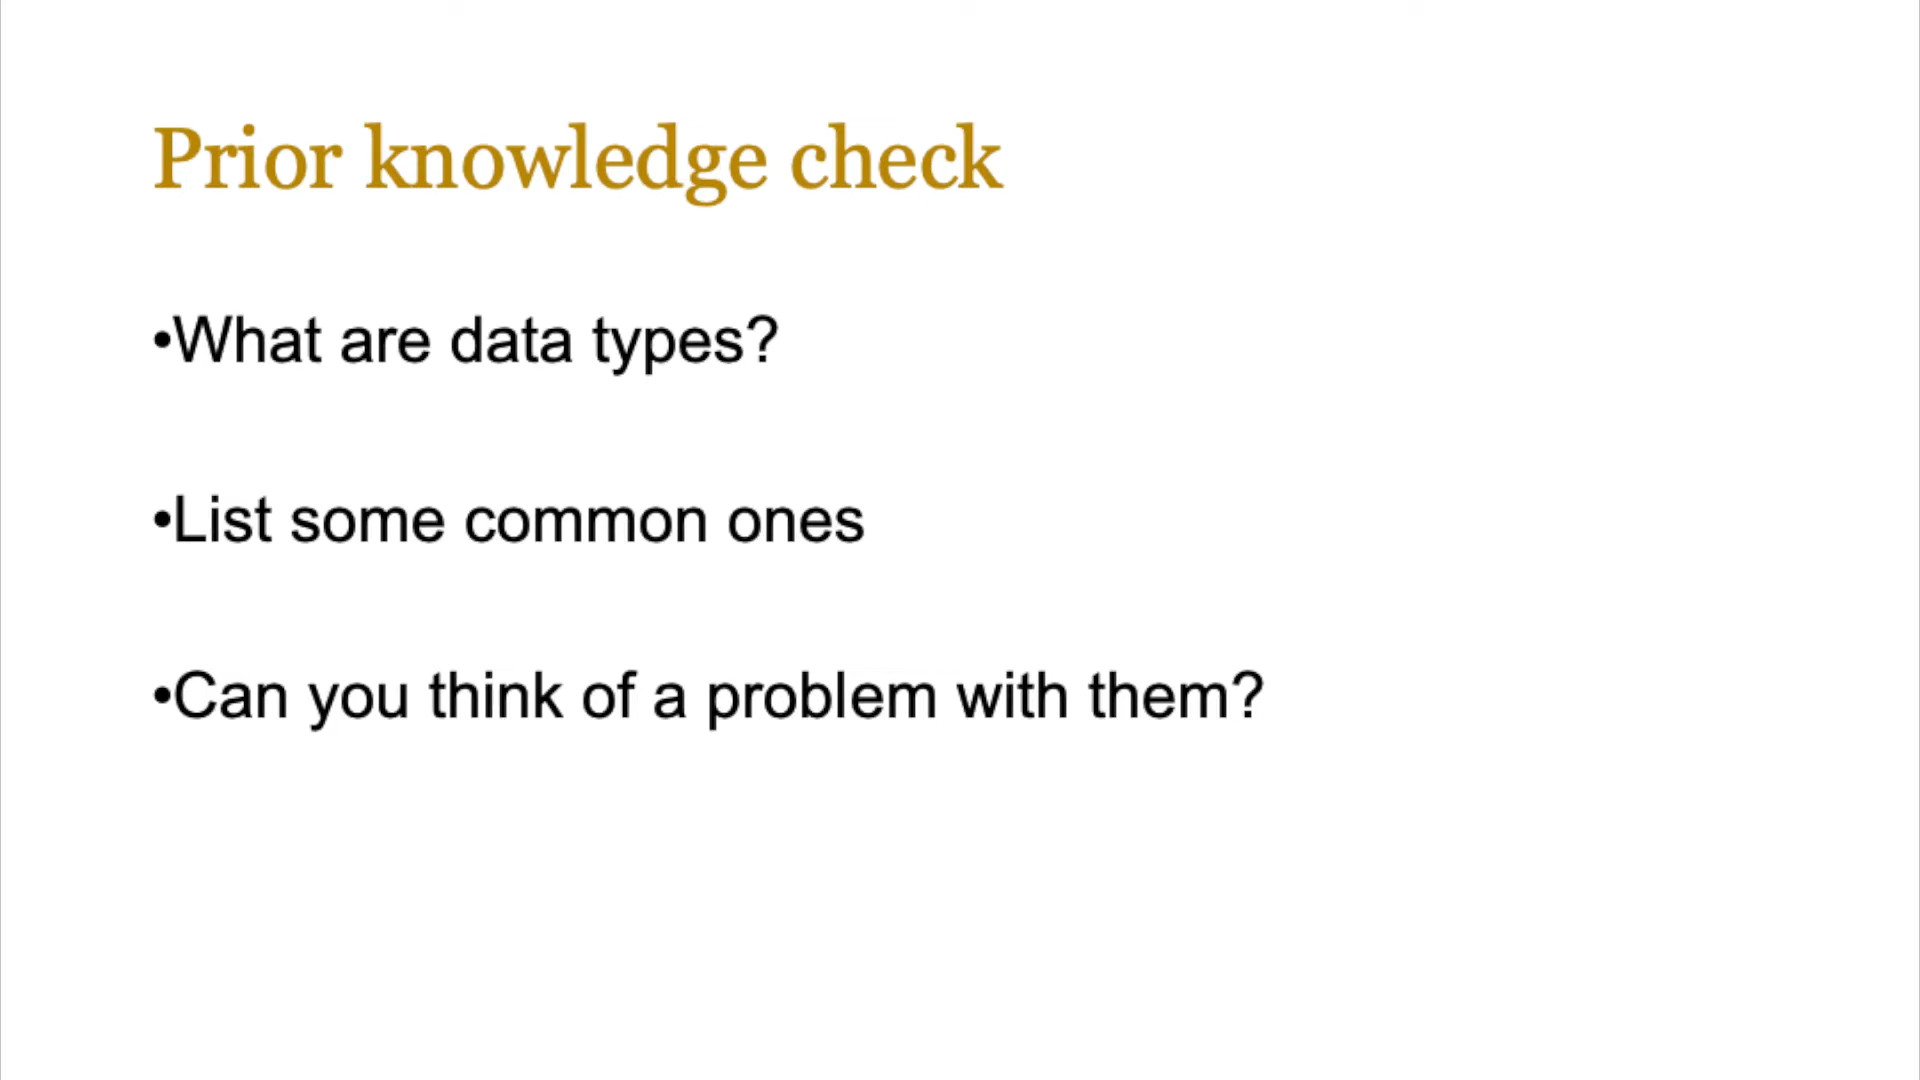 Prior knowledge check
•What are data types?
•List some common ones
•Can you think of a problem with them?